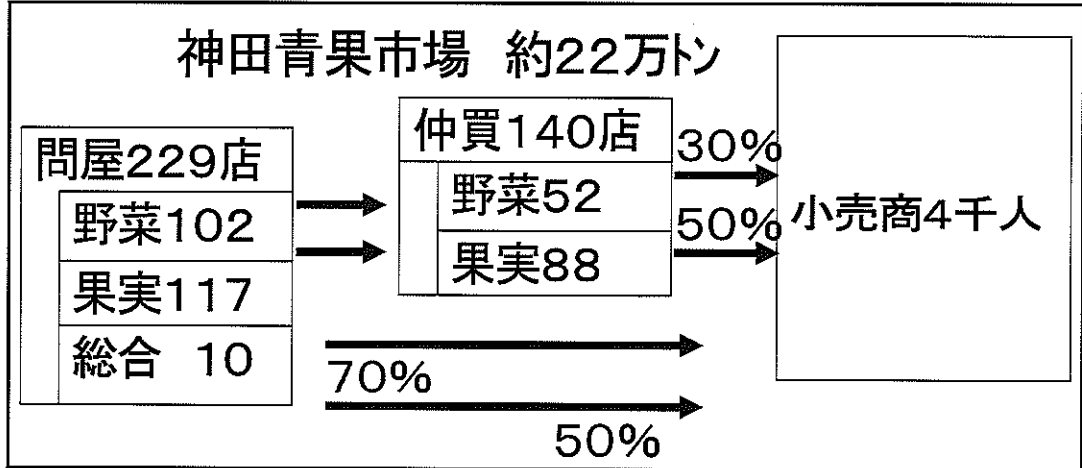 神田青果市場 約22万トン
問屋229店
野菜102
果実117
総合 10
仲買140店
野菜52
果実88
30%
50%
70%
50%
小売商4千人